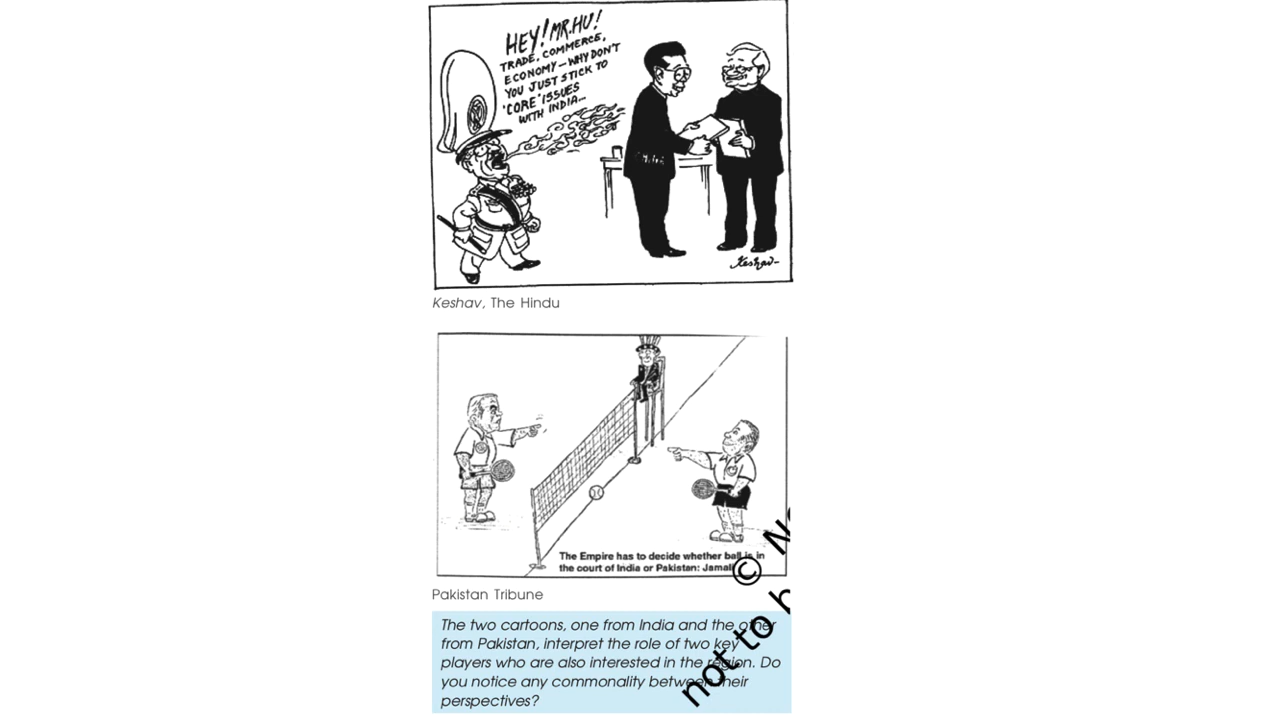 HEY! MR.HU!
TRADE, COMMERCE,
ECONOMY – WHY DON'T
YOU JUST STICK TO
'CORE' ISSUES
WITH INDIA...
CHINA
Keshav
Keshav, The Hindu
The Empire has to decide whether ball is in
the court of India or Pakistan: Jamali
Pakistan Tribune
The two cartoons, one from India and the other
from Pakistan, interpret the role of two key
players who are also interested in the region. Do
you notice any commonality between their
perspectives?
©
not to